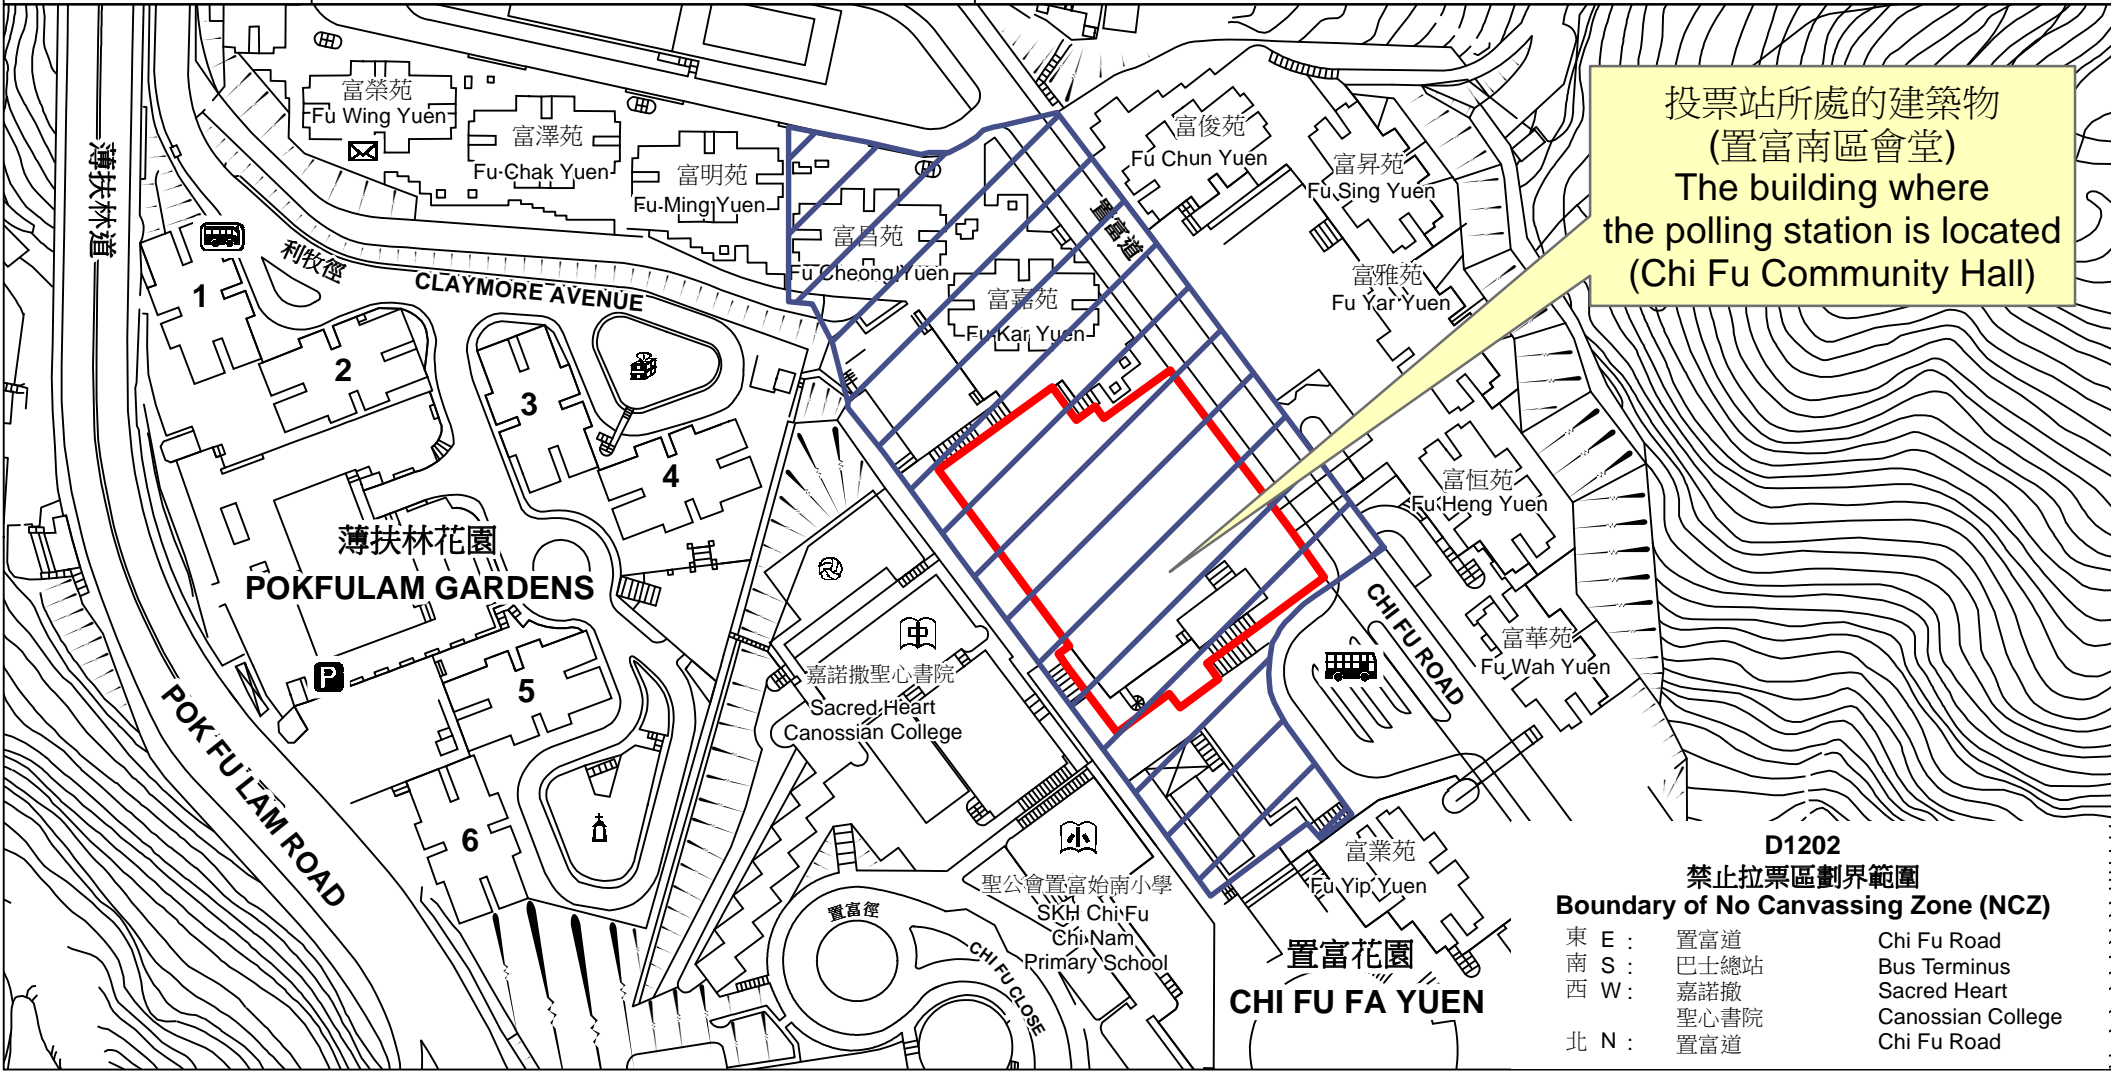 富榮苑
Fu Wing Yuen
富澤苑
Fu Chak Yuen
富明苑
Fu Ming Yuen
富昌苑
Fu Cheong Yuen
富嘉苑
Fu Kar Yuen
置富道
富俊苑
Fu Chun Yuen
富昇苑
Fu Sing Yuen
富雅苑
Fu Yar Yuen
投票站所處的建築物
(置富南區會堂)
The building where
the polling station is located
(Chi Fu Community Hall)
薄扶林道
利牧徑
CLAYMORE AVENUE
1
2
3
4
薄扶林花園
POKFULAM GARDENS
P
5
6
POK FU LAM ROAD
中
嘉諾撒聖心書院
Sacred Heart
Canossian College
小
聖公會置富始南小學
SKH Chi Fu
Chi Nam
Primary School
置富徑
CHI FU CLOSE
富恒苑
Fu Heng Yuen
富華苑
Fu Wah Yuen
CHI FU ROAD
富業苑
Fu Yip Yuen
置富花園
CHI FU FA YUEN
D1202
禁止拉票區劃界範圍
Boundary of No Canvassing Zone (NCZ)
東 E : 置富道 Chi Fu Road
南 S : 巴士總站 Bus Terminus
西 W : 嘉諾撒 Sacred Heart
聖心書院 Canossian College
北 N : 置富道 Chi Fu Road